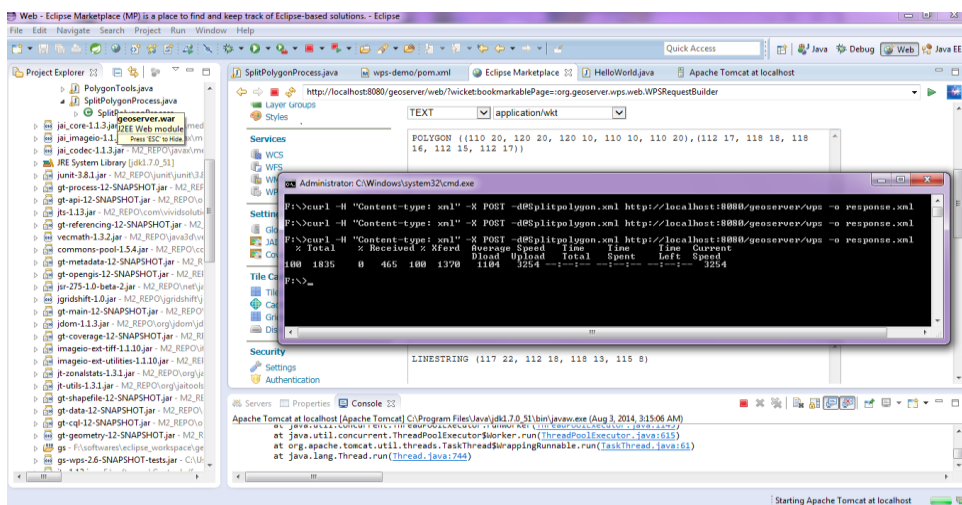 Web - Eclipse Marketplace (MP) is a place to find and keep track of Eclipse-based solutions. - Eclipse
File Edit Navigate Search Project Run Window Help
Quick Access
Java Debug Web Java EE
Project Explorer
SplitPolygonProcess.java wps-demo/pom.xml Eclipse Marketplace HelloWorld.java Apache Tomcat at localhost
PolygonTools.java
SplitPolygonProcess.java
SplitPolygonProcess
geoserver.war
J2EE Web module
Press 'ESC' to Hide
jai_core-1.1.3.jar
jai_imageio-1.1.
jai_codec-1.1.3.jar - M2_REPO\javax\me
JRE System Library [jdk1.7.0_51]
junit-3.8.1.jar - M2_REPO\junit\junit\3.
gt-process-12-SNAPSHOT.jar - M2_REF
gt-api-12-SNAPSHOT.jar - M2_REPO\o
jts-1.13.jar - M2_REPO\com\vividsoluti
gt-referencing-12-SNAPSHOT.jar - M2
vecmath-1.3.2.jar - M2_REPO\java3d\ve
commons-pool-1.5.4.jar - M2_REPO\cc
gt-metadata-12-SNAPSHOT.jar - M2_R
gt-opengis-12-SNAPSHOT.jar - M2_REF
jsr-275-1.0-beta-2.jar - M2_REPO\net\ja
jgridshift-1.0.jar - M2_REPO\jgridshift\j
gt-main-12-SNAPSHOT.jar - M2_REPO'
jdom-1.1.3.jar - M2_REPO\org\jdom\jd
gt-coverage-12-SNAPSHOT.jar - M2_RI
imageio-ext-tiff-1.1.10.jar - M2_REPO\it
imageio-ext-utilities-1.1.10.jar - M2_REI
jt-zonalstats-1.3.1.jar - M2_REPO\org\ja
jt-utils-1.3.1.jar - M2_REPO\org\jaitools
gt-shapefile-12-SNAPSHOT.jar - M2_RE
gt-data-12-SNAPSHOT.jar - M2_REPO\
gt-cql-12-SNAPSHOT.jar - M2_REPO\or
gt-geometry-12-SNAPSHOT.jar - M2_R
gs - F:\softwares\eclipse_workspace\ge
gs-wps-2.6-SNAPSHOT-tests.jar - C:\U
http://localhost:8080/geoserver/web/?wicket:bookmarkablePage=:org.geoserver.wps.web.WPSRequestBuilder
Layer Groups
Styles
Services
WCS
WFS
Security
Settings
Authentication
TEXT application/wkt
POLYGON ((110 20, 120 20, 120 10, 110 10, 110 20),(112 17, 118 18, 118
16, 112 15, 112 17))
Administrator: C:\Windows\system32\cmd.exe
F:\>curl -H "Content-type: xml" -X POST -d@Splitpolygon.xml http://localhost:8080/geoserver/wps -o response.xml
F:\>curl -H "Content-type: xml" -X POST -d@Splitpolygon.xml http://localhost:8080/geoserver/wps -o response.xml
% Total % Received % Xferd Average Speed Time Time Time Current
Dload Upload Total Spent Left Speed
100 1835 0 465 100 1370 1104 3254 --:--:-- --:--:-- --:--:-- 3254
F:\>_
LINESTRING (117 22, 112 18, 118 13, 115 8)
Servers Properties Console
Apache Tomcat at localhost [Apache Tomcat] C:\Program Files\Java\jdk1.7.0_51\bin\javaw.exe (Aug 3, 2014, 3:15:06 AM)
at java.util.concurrent.ThreadPoolExecutor.runWorker(ThreadPoolExecutor.java:1145)
at java.util.concurrent.ThreadPoolExecutor$Worker.run(ThreadPoolExecutor.java:615)
at org.apache.tomcat.util.threads.TaskThread$WrappingRunnable.run(TaskThread.java:61)
at java.lang.Thread.run(Thread.java:744)
Starting Apache Tomcat at localhost